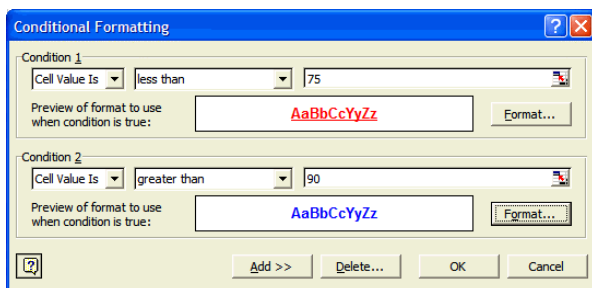 Conditional Formatting
Condition 1
Cell Value Is less than 75
Preview of format to use
when condition is true:
AaBbCcYyZz
Format...
Condition 2
Cell Value Is greater than 90
Preview of format to use
when condition is true:
AaBbCcYyZz
Format...
Add >> Delete... OK Cancel